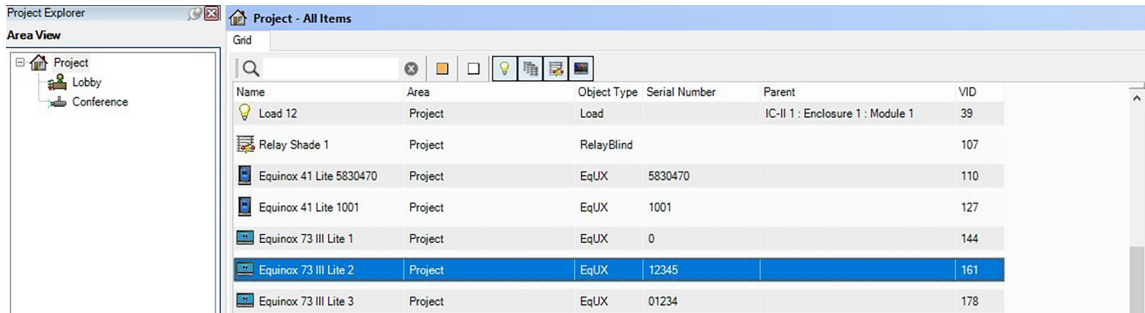 Project Explorer
Area View
Project
Lobby
Conference
Project - All Items
Grid
Name Area Object Type Serial Number Parent VID
Load 12 Project Load IC-II 1 : Enclosure 1 : Module 1 39
Relay Shade 1 Project RelayBlind 107
Equinox 41 Lite 5830470 Project EqUX 5830470 110
Equinox 41 Lite 1001 Project EqUX 1001 127
Equinox 73 III Lite 1 Project EqUX 0 144
Equinox 73 III Lite 2 Project EqUX 12345 161
Equinox 73 III Lite 3 Project EqUX 01234 178